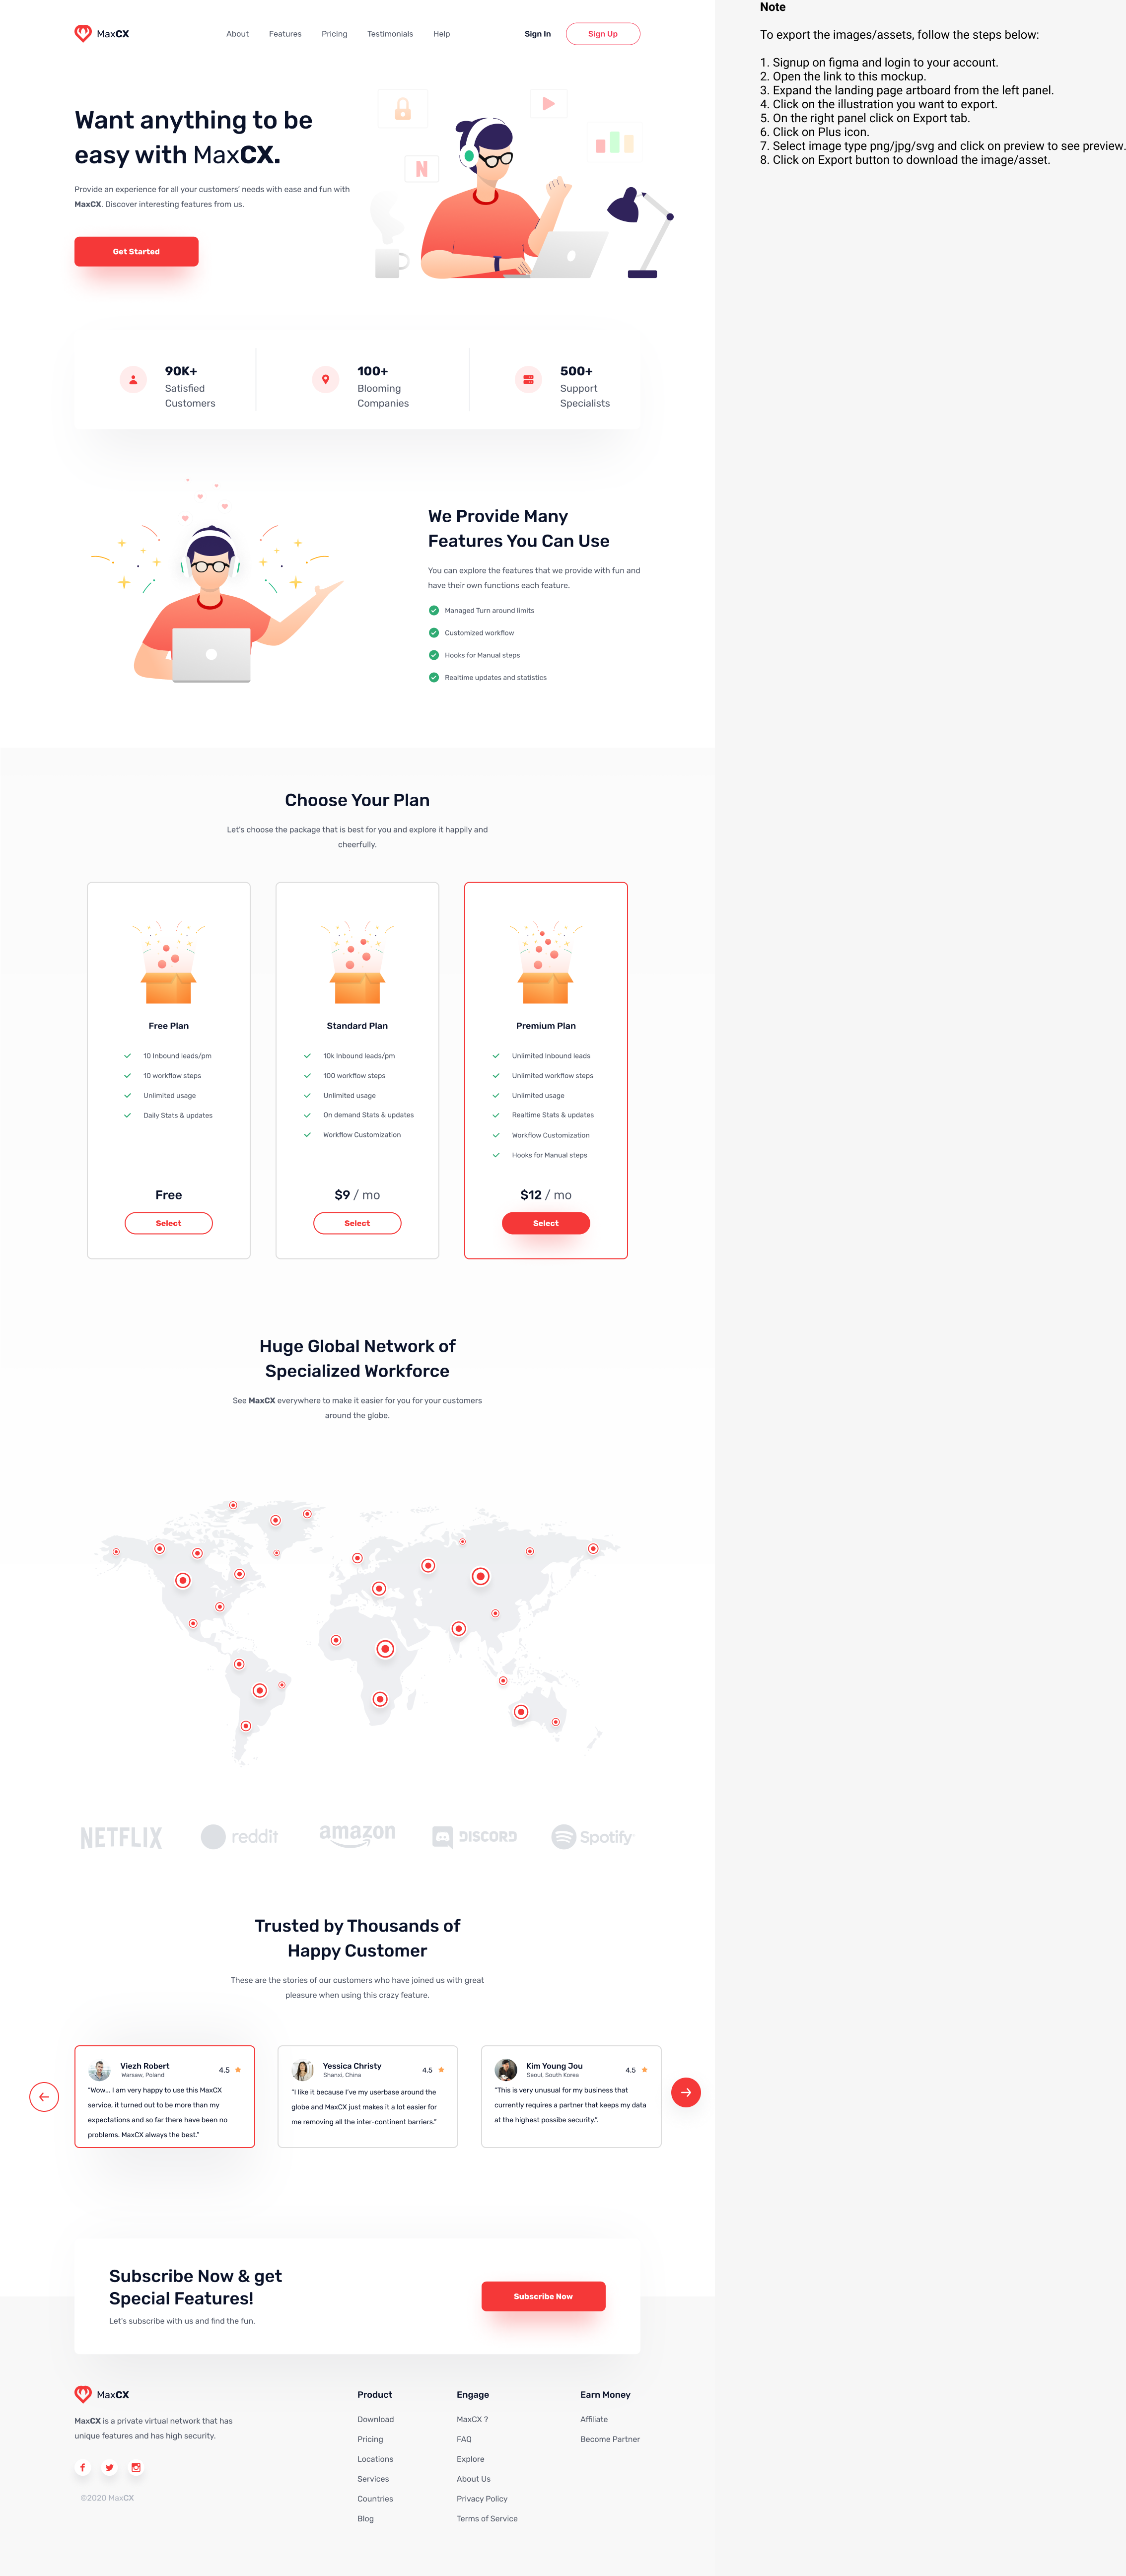 MaxCX
About
Features
Pricing
Testimonials
Help
Sign In
Sign Up
Want anything to be
easy with MaxCX.
Provide an experience for all your customers' needs with ease and fun with
MaxCX. Discover interesting features from us.
Get Started
N
90K+
Satisfied
Customers
100+
Blooming
Companies
500+
Support
Specialists
We Provide Many
Features You Can Use
You can explore the features that we provide with fun and
have their own functions each feature.
Managed Turn around limits
Customized workflow
Hooks for Manual steps
Realtime updates and statistics
Choose Your Plan
Let's choose the package that is best for you and explore it happily and
cheerfully.
Free Plan
10 Inbound leads/pm
10 workflow steps
Unlimited usage
Daily Stats & updates
Free
Select
Standard Plan
10k Inbound leads/pm
100 workflow steps
Unlimited usage
On demand Stats & updates
Workflow Customization
$9 / mo
Select
Premium Plan
Unlimited Inbound leads
Unlimited workflow steps
Unlimited usage
Realtime Stats & updates
Workflow Customization
Hooks for Manual steps
$12 / mo
Select
Huge Global Network of
Specialized Workforce
See MaxCX everywhere to make it easier for you for your customers
around the globe.
NETFLIX
reddit
amazon
DISCORD
Spotify
Trusted by Thousands of
Happy Customer
These are the stories of our customers who have joined us with great
pleasure when using this crazy feature.
Viezh Robert
Warsaw, Poland
4.5
"Wow... I am very happy to use this MaxCX
service, it turned out to be more than my
expectations and so far there have been no
problems. MaxCX always the best."
Yessica Christy
Shanxi, China
4.5
"I like it because I've my userbase around the
globe and MaxCX just makes it a lot easier for
me removing all the inter-continent barriers."
Kim Young Jou
Seoul, South Korea
4.5
"This is very unusual for my business that
currently requires a partner that keeps my data
at the highest possibe security.".
Subscribe Now & get
Special Features!
Let's subscribe with us and find the fun.
Subscribe Now
MaxCX
MaxCX is a private virtual network that has
unique features and has high security.
©2020 MaxCX
Product
Download
Pricing
Locations
Services
Countries
Blog
Engage
MaxCX ?
FAQ
Explore
About Us
Privacy Policy
Terms of Service
Earn Money
Affiliate
Become Partner
Note
To export the images/assets, follow the steps below:
1. Signup on figma and login to your account.
2. Open the link to this mockup.
3. Expand the landing page artboard from the left panel.
4. Click on the illustration you want to export.
5. On the right panel click on Export tab.
6. Click on Plus icon.
7. Select image type png/jpg/svg and click on preview to see preview.
8. Click on Export button to download the image/asset.